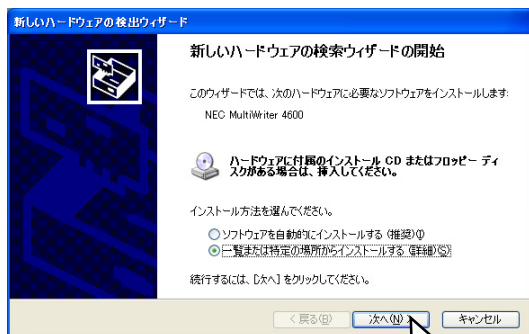 新しいハードウェアの検出ウィザード
新しいハードウェアの検索ウィザードの開始
このウィザードでは、次のハードウェアに必要なソフトウェアをインストールします:
NEC MultiWriter 4600
ハードウェアに付属のインストール CD またはフロッピー ディ
スクがある場合は、挿入してください。
インストール方法を選んでください。
ソフトウェアを自動的にインストールする (推奨)(I)
一覧または特定の場所からインストールする (詳細)(S)
続行するには、[次へ] をクリックしてください。
< 戻る(B) 次へ(N) > キャンセル